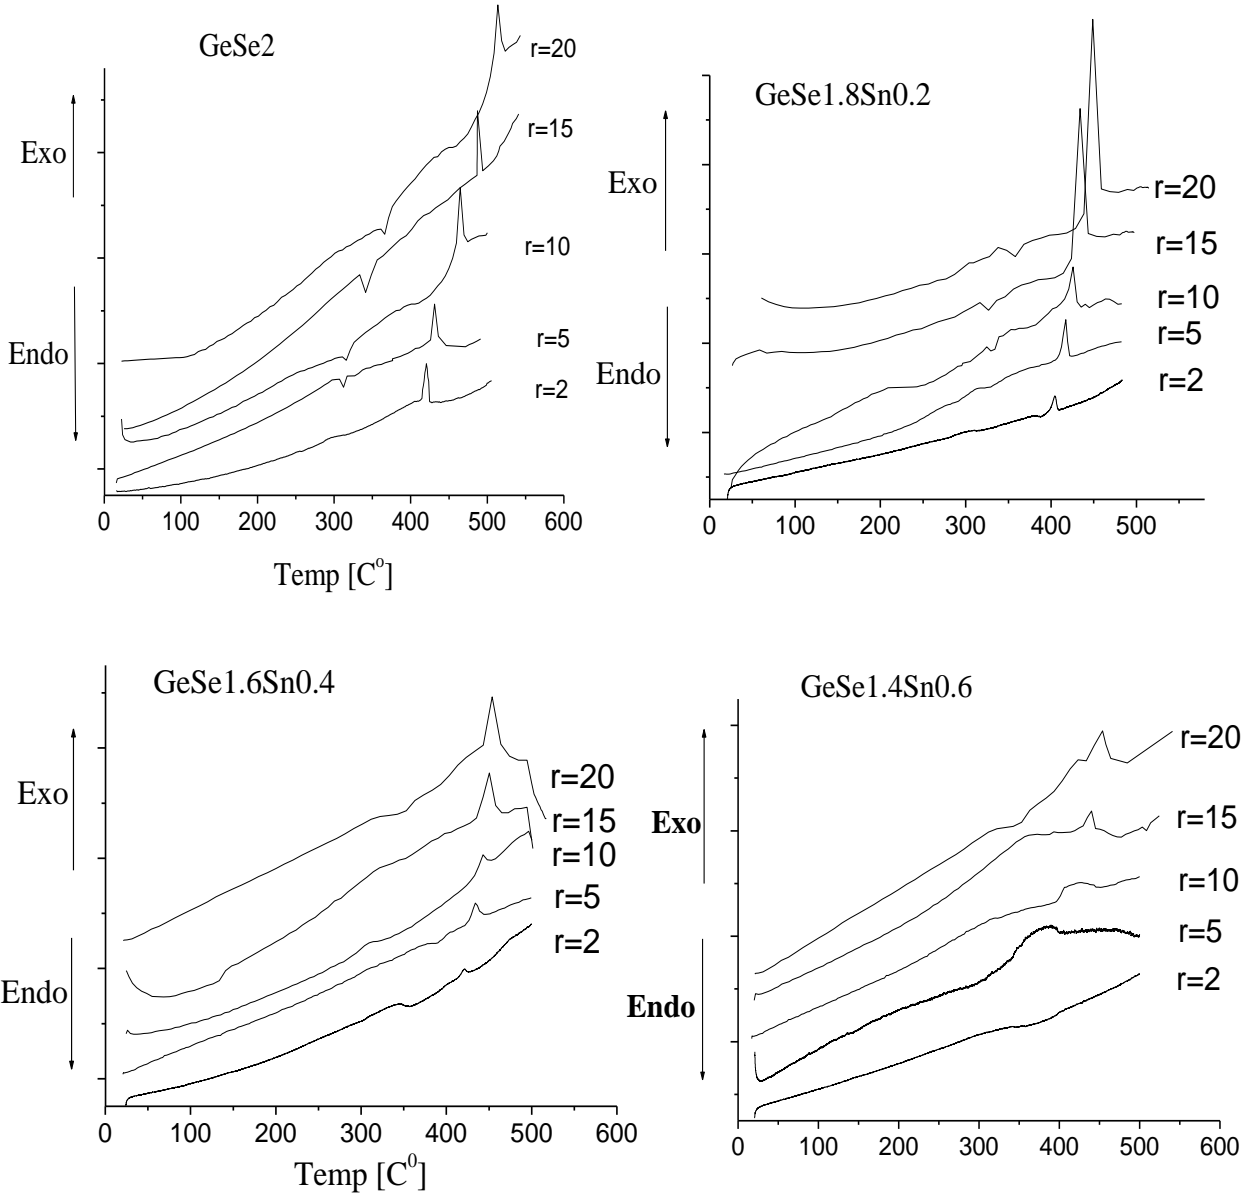 GeSe2
r=20
r=15
r=10
r=5
r=2
Exo
Endo
0 100 200 300 400 500 600
Temp [C°]
GeSe1.8Sn0.2
r=20
r=15
r=10
r=5
r=2
Exo
Endo
0 100 200 300 400 500
GeSe1.6Sn0.4
r=20
r=15
r=10
r=5
r=2
Exo
Endo
0 100 200 300 400 500 600
Temp [C⁰]
GeSe1.4Sn0.6
r=20
r=15
r=10
r=5
r=2
Exo
Endo
0 100 200 300 400 500 600